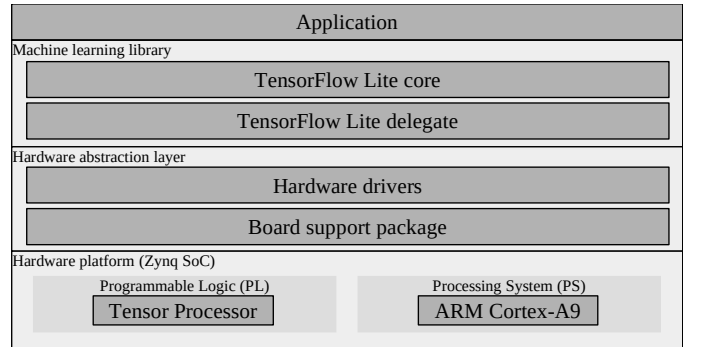 Application
Machine learning library
TensorFlow Lite core
TensorFlow Lite delegate
Hardware abstraction layer
Hardware drivers
Board support package
Hardware platform (Zynq SoC)
Programmable Logic (PL)
Tensor Processor
Processing System (PS)
ARM Cortex-A9